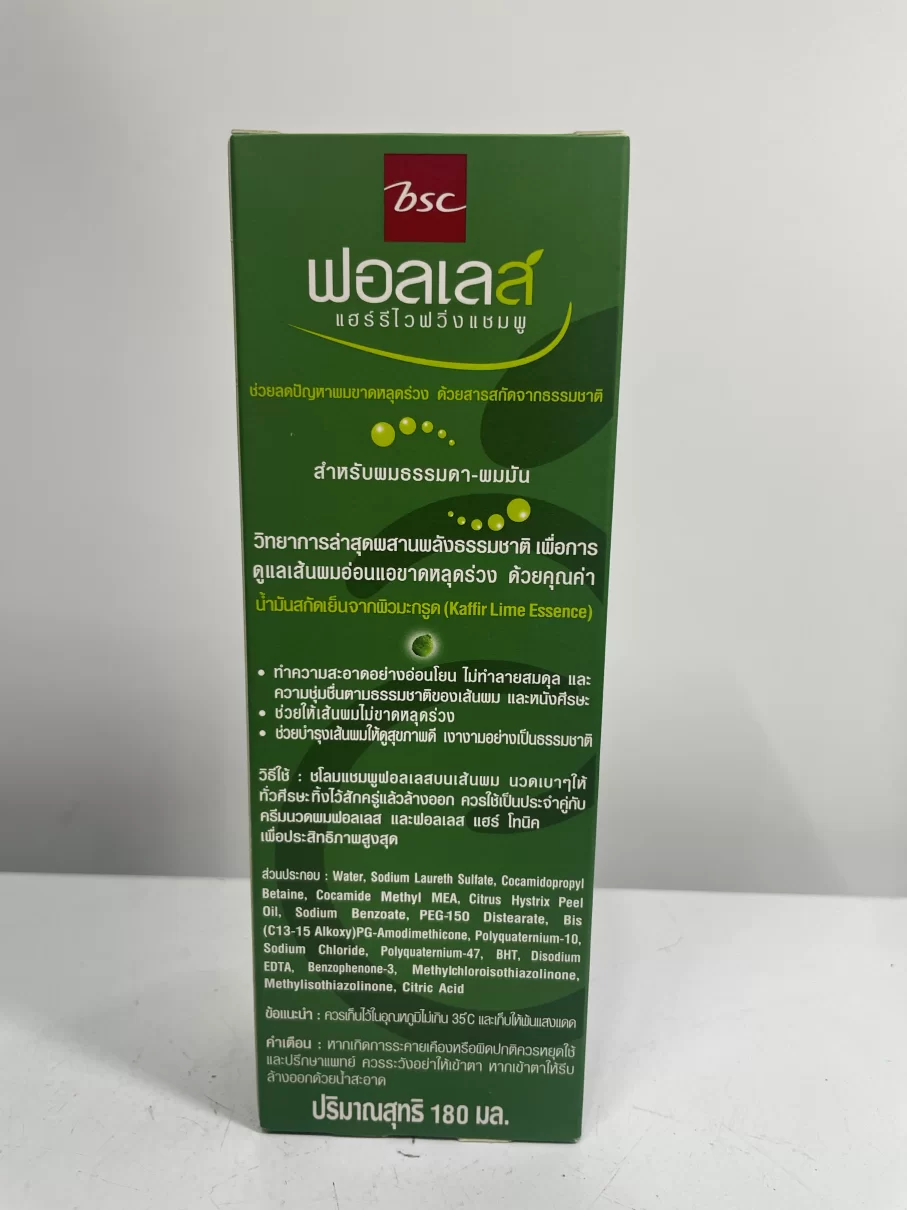 bsc
ฟอลเลส
แฮร์รีไวฟวิ่งแชมพู
ช่วยลดปัญหาผมขาดหลุดร่วง ด้วยสารสกัดจากธรรมชาติ
สำหรับผมธรรมดา-ผมมัน
วิทยาการล่าสุดผสานพลังธรรมชาติ เพื่อการ
ดูแลเส้นผมอ่อนแอขาดหลุดร่วง ด้วยคุณค่า
น้ำมันสกัดเย็นจากผิวมะกรูด (Kaffir Lime Essence)
• ทำความสะอาดอย่างอ่อนโยน ไม่ทำลายสมดุล และ
ความชุ่มชื่นตามธรรมชาติของเส้นผม และหนังศีรษะ
• ช่วยให้เส้นผมไม่ขาดหลุดร่วง
• ช่วยบำรุงเส้นผมให้ดูสุขภาพดี เงางามอย่างเป็นธรรมชาติ
วิธีใช้ : ชโลมแชมพูฟอลเลสบนเส้นผม นวดเบาๆให้
ทั่วศีรษะทิ้งไว้สักครู่แล้วล้างออก ควรใช้เป็นประจำคู่กับ
ครีมนวดผมฟอลเลส และฟอลเลส แฮร์ โทนิค
เพื่อประสิทธิภาพสูงสุด
ส่วนประกอบ : Water, Sodium Laureth Sulfate, Cocamidopropyl
Betaine, Cocamide Methyl MEA, Citrus Hystrix Peel
Oil, Sodium Benzoate, PEG-150 Distearate, Bis
(C13-15 Alkoxy)PG-Amodimethicone, Polyquaternium-10,
Sodium Chloride, Polyquaternium-47, BHT, Disodium
EDTA, Benzophenone-3, Methylchloroisothiazolinone,
Methylisothiazolinone, Citric Acid
ข้อแนะนำ : ควรเก็บไว้ในอุณหภูมิไม่เกิน 35°C และเก็บให้พ้นแสงแดด
คำเตือน : หากเกิดการระคายเคืองหรือผิดปกติควรหยุดใช้
และปรึกษาแพทย์ ควรระวังอย่าให้เข้าตา หากเข้าตาให้รีบ
ล้างออกด้วยน้ำสะอาด
ปริมาณสุทธิ 180 มล.